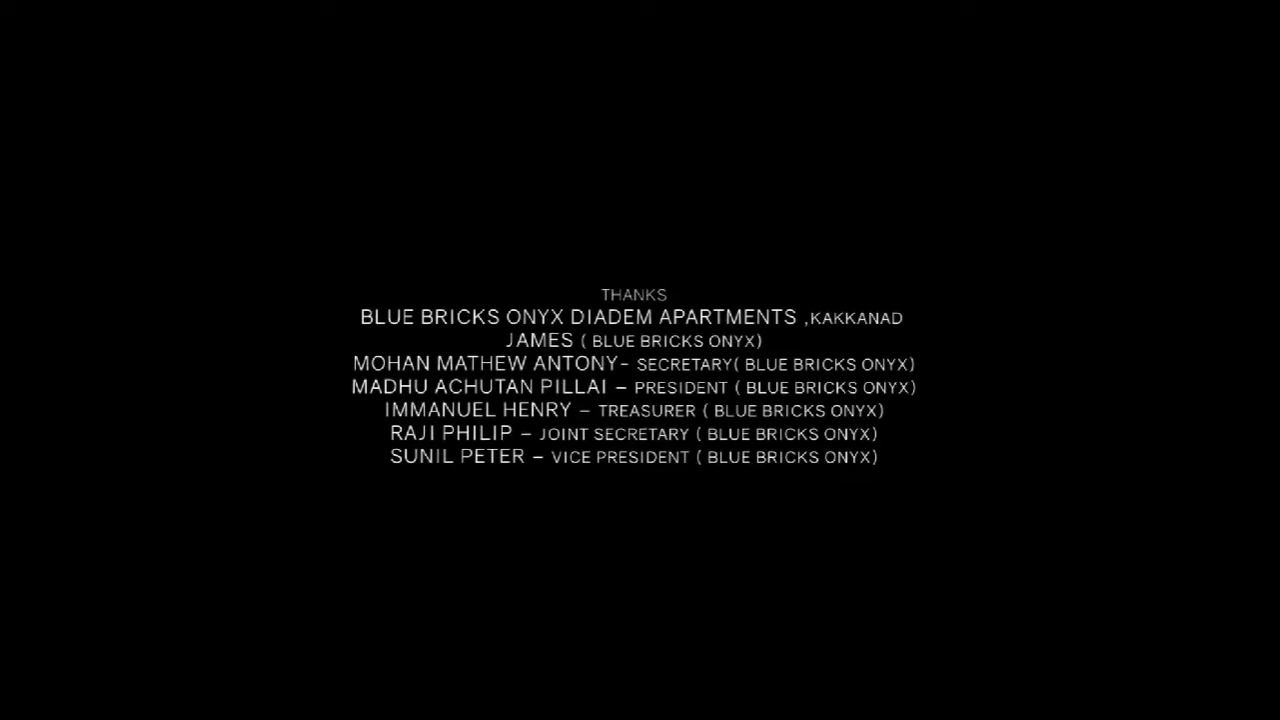 THANKS
BLUE BRICKS ONYX DIADEM APARTMENTS ,KAKKANAD
JAMES ( BLUE BRICKS ONYX)
MOHAN MATHEW ANTONY- SECRETARY( BLUE BRICKS ONYX)
MADHU ACHUTAN PILLAI – PRESIDENT ( BLUE BRICKS ONYX)
IMMANUEL HENRY – TREASURER ( BLUE BRICKS ONYX)
RAJI PHILIP – JOINT SECRETARY ( BLUE BRICKS ONYX)
SUNIL PETER – VICE PRESIDENT ( BLUE BRICKS ONYX)